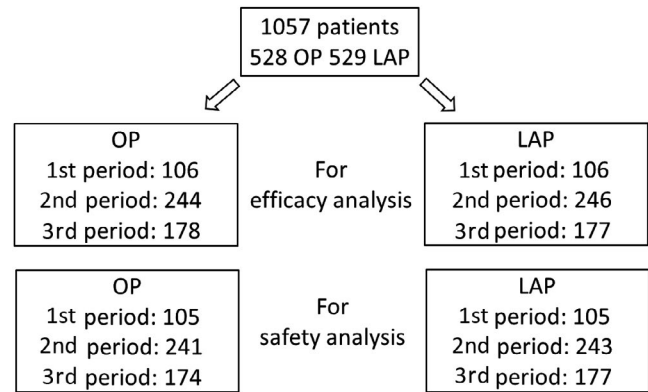 1057 patients
528 OP 529 LAP
OP
1st period: 106
2nd period: 244
3rd period: 178
For
efficacy analysis
LAP
1st period: 106
2nd period: 246
3rd period: 177
OP
1st period: 105
2nd period: 241
3rd period: 174
For
safety analysis
LAP
1st period: 105
2nd period: 243
3rd period: 177